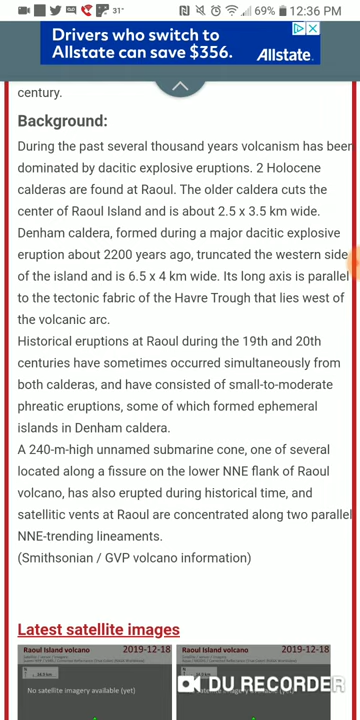 31°
69% 12:36 PM
Drivers who switch to
Allstate can save $356.
Allstate.
century.
Background:
During the past several thousand years volcanism has been
dominated by dacitic explosive eruptions. 2 Holocene
calderas are found at Raoul. The older caldera cuts the
center of Raoul Island and is about 2.5 x 3.5 km wide.
Denham caldera, formed during a major dacitic explosive
eruption about 2200 years ago, truncated the western side
of the island and is 6.5 x 4 km wide. Its long axis is parallel
to the tectonic fabric of the Havre Trough that lies west of
the volcanic arc.
Historical eruptions at Raoul during the 19th and 20th
centuries have sometimes occurred simultaneously from
both calderas, and have consisted of small-to-moderate
phreatic eruptions, some of which formed ephemeral
islands in Denham caldera.
A 240-m-high unnamed submarine cone, one of several
located along a fissure on the lower NNE flank of Raoul
volcano, has also erupted during historical time, and
satellitic vents at Raoul are concentrated along two parallel
NNE-trending lineaments.
(Smithsonian / GVP volcano information)
Latest satellite images
Raoul Island volcano 2019-12-18
Raoul Island volcano 2019-12-18
No satellite imagery available (yet)
DU RECORDER